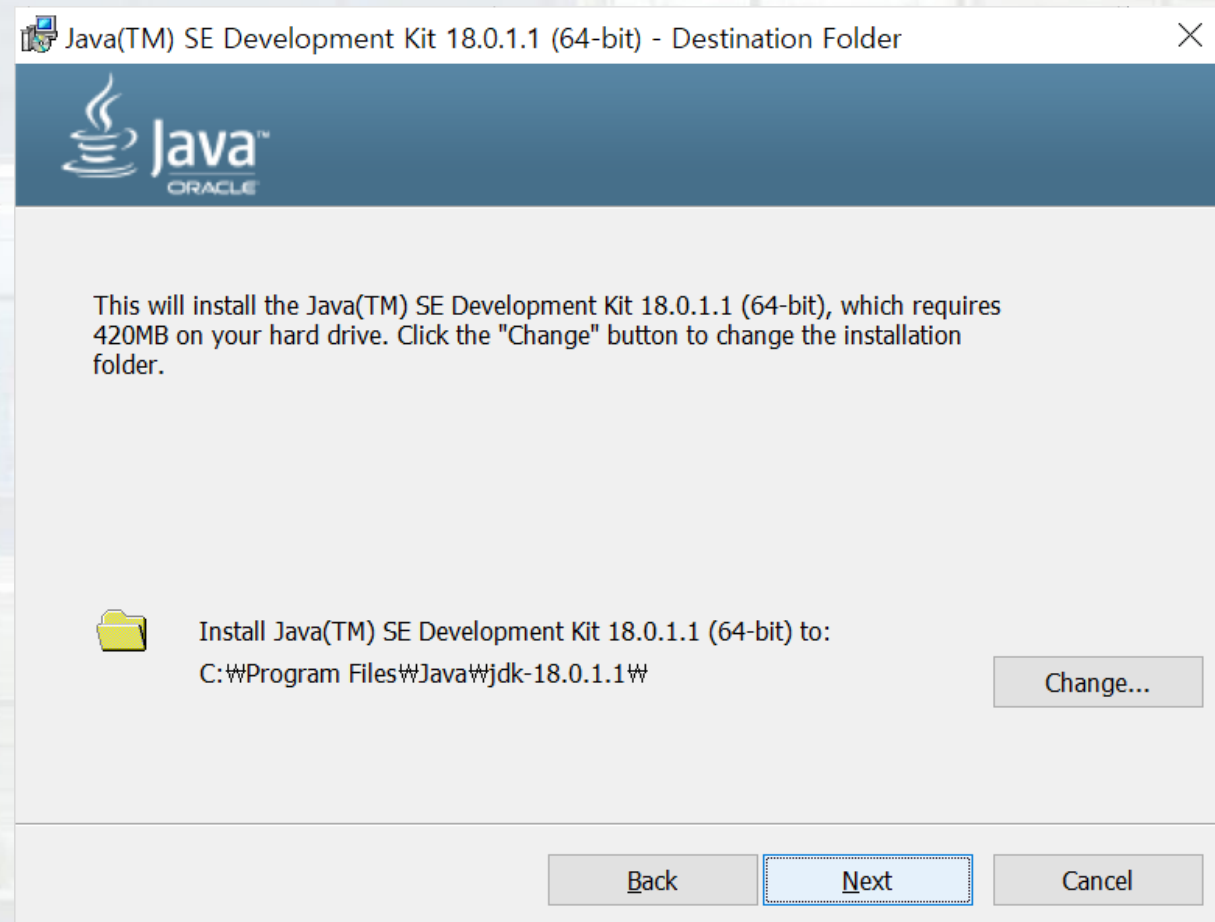 Java(TM) SE Development Kit 18.0.1.1 (64-bit) - Destination Folder
Java™
ORACLE
This will install the Java(TM) SE Development Kit 18.0.1.1 (64-bit), which requires
420MB on your hard drive. Click the "Change" button to change the installation
folder.
Install Java(TM) SE Development Kit 18.0.1.1 (64-bit) to:
C:₩Program Files₩Java₩jdk-18.0.1.1₩
Change...
Back
Next
Cancel